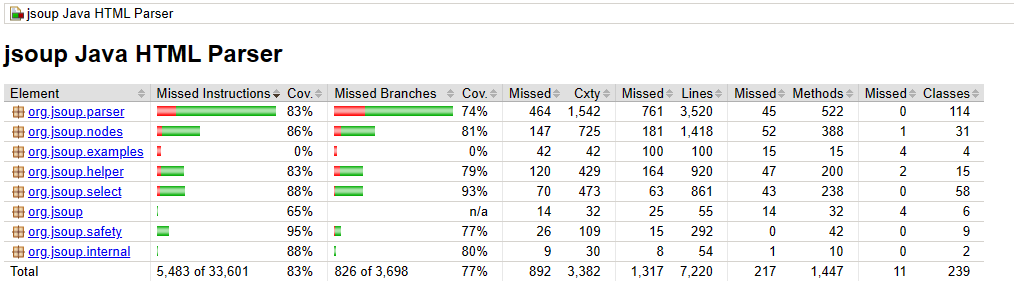 jsoup Java HTML Parser
jsoup Java HTML Parser
Element Missed Instructions Cov. Missed Branches Cov. Missed Cxty Missed Lines Missed Methods Missed Classes
org.jsoup.parser 83% 74% 464 1,542 761 3,520 45 522 0 114
org.jsoup.nodes 86% 81% 147 725 181 1,418 52 388 1 31
org.jsoup.examples 0% 0% 42 42 100 100 15 15 4 4
org.jsoup.helper 83% 79% 120 429 164 920 47 200 2 15
org.jsoup.select 88% 93% 70 473 63 861 43 238 0 58
org.jsoup 65% n/a 14 32 25 55 14 32 4 6
org.jsoup.safety 95% 77% 26 109 15 292 0 42 0 9
org.jsoup.internal 88% 80% 9 30 8 54 1 10 0 2
Total 5,483 of 33,601 83% 826 of 3,698 77% 892 3,382 1,317 7,220 217 1,447 11 239